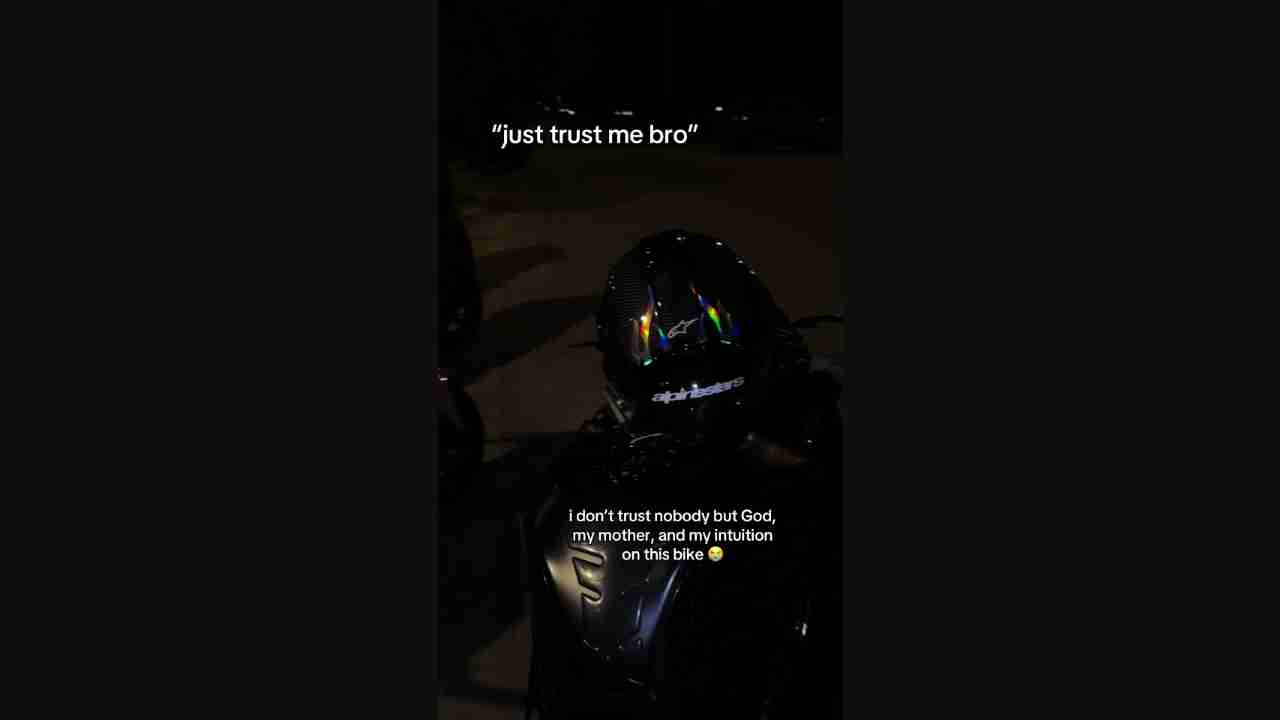 “just trust me bro”
alpinestars
i don’t trust nobody but God,
my mother, and my intuition
on this bike 😭